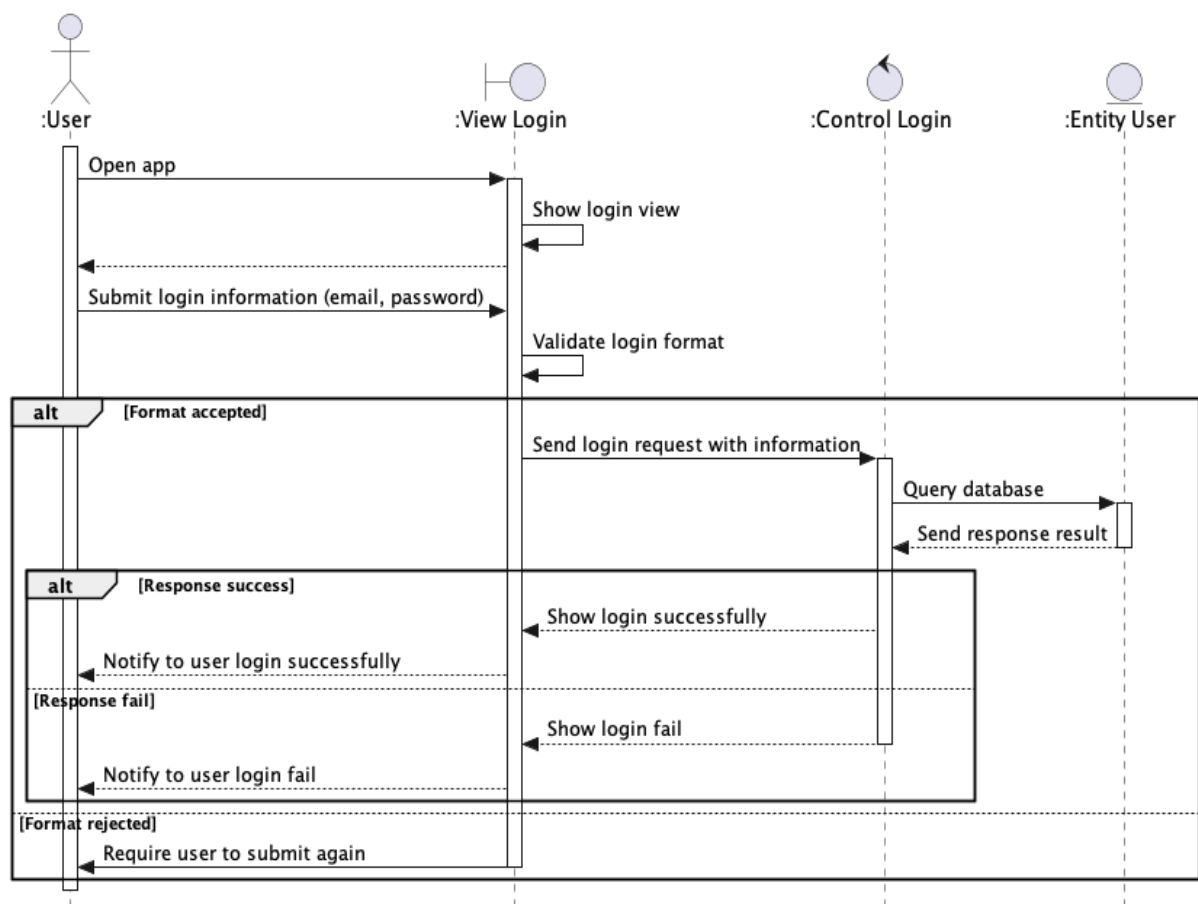 :User
:View Login
:Control Login
:Entity User
Open app
Show login view
Submit login information (email, password)
Validate login format
alt
[Format accepted]
Send login request with information
Query database
Send response result
alt
[Response success]
Show login successfully
Notify to user login successfully
[Response fail]
Show login fail
Notify to user login fail
[Format rejected]
Require user to submit again